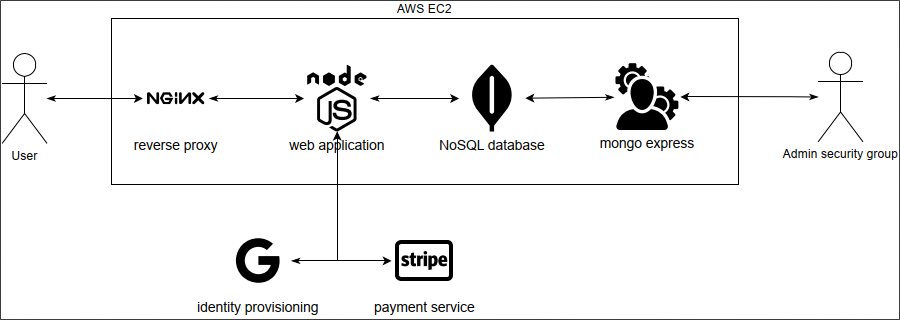 AWS EC2
User
NGiNX
reverse proxy
node
JS
web application
NoSQL database
mongo express
Admin security group
G
identity provisioning
stripe
payment service